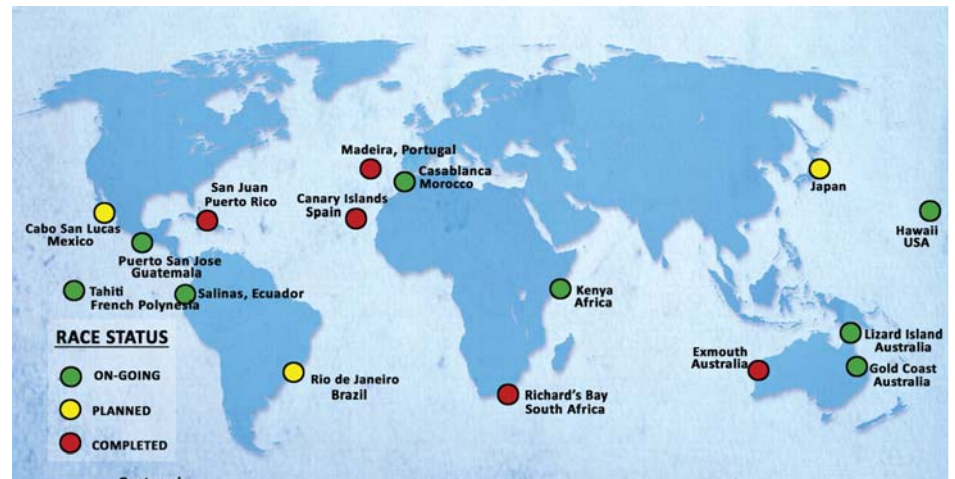 Madeira, Portugal
Casablanca
Morocco
San Juan
Puerto Rico
Canary Islands
Spain
Japan
Cabo San Lucas
Mexico
Hawaii
USA
Puerto San Jose
Guatemala
Tahiti
French Polynesia
Salinas, Ecuador
Kenya
Africa
Lizard Island
Australia
Exmouth
Australia
Gold Coast
Australia
Rio de Janeiro
Brazil
Richard's Bay
South Africa
RACE STATUS
ON-GOING
PLANNED
COMPLETED